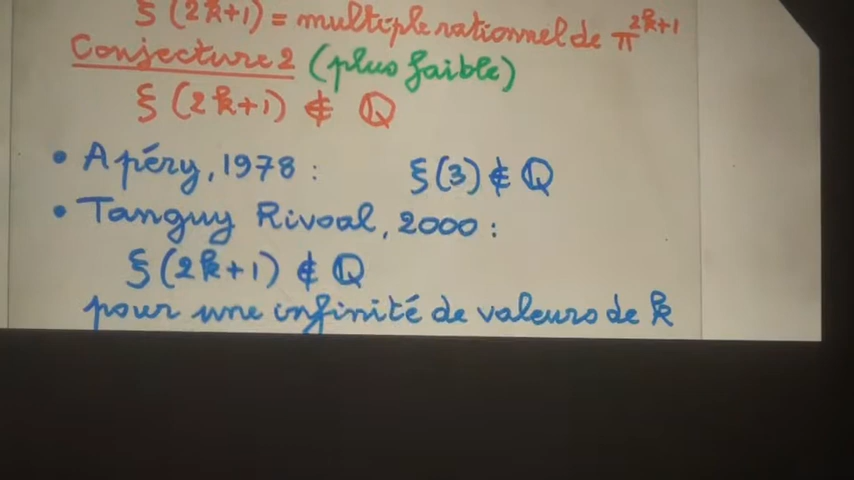 ξ(2k+1) = multiple rationnel de π^{2k+1}
Conjecture 2 (plus faible)
ξ(2k+1) ∉ ℚ
• Apéry, 1978 : ξ(3) ∉ ℚ
• Tanguy Rivoal, 2000 :
ξ(2k+1) ∉ ℚ
pour une infinité de valeurs de k